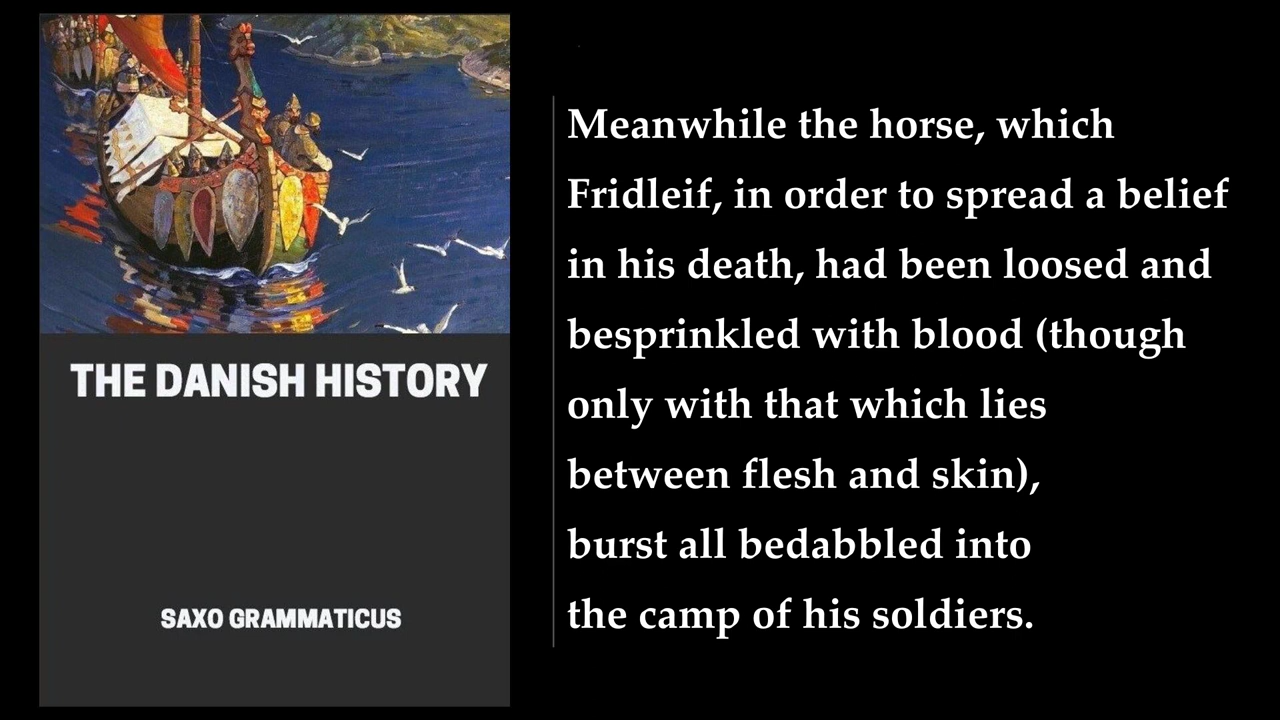 THE DANISH HISTORY
SAXO GRAMMATICUS
Meanwhile the horse, which
Fridleif, in order to spread a belief
in his death, had been loosed and
besprinkled with blood (though
only with that which lies
between flesh and skin),
burst all bedabbled into
the camp of his soldiers.